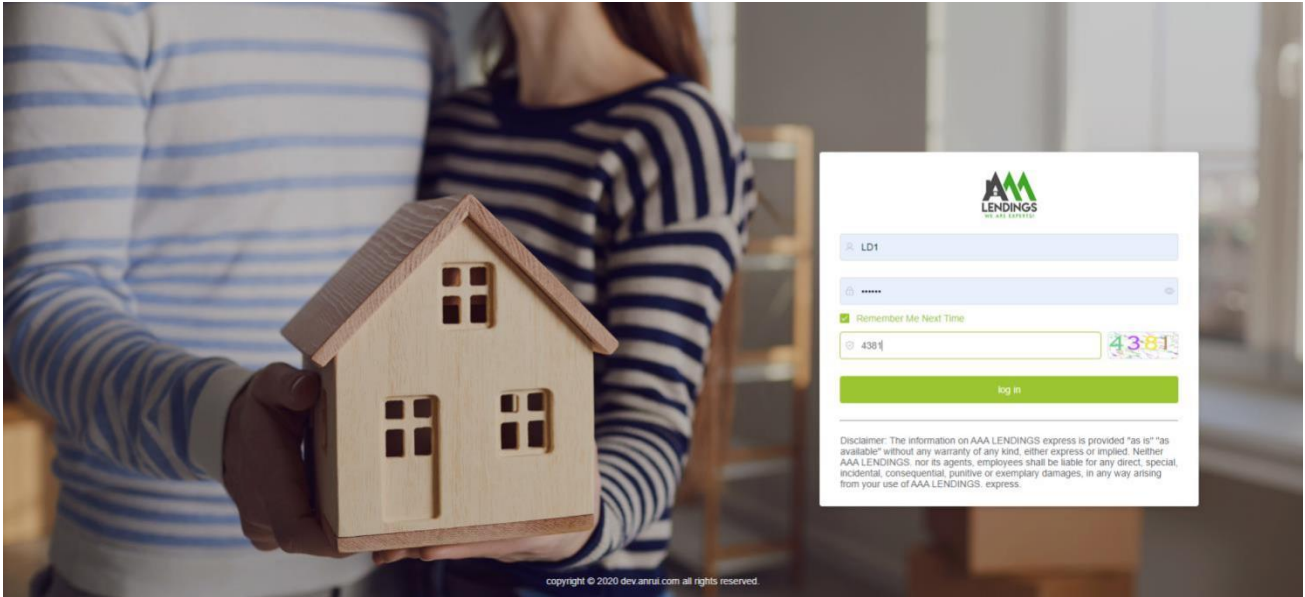 AAA
LENDINGS
WE ARE EXPERTS!
LD1
••••••
Remember Me Next Time
4381
4381
log in
Disclaimer: The information on AAA LENDINGS express is provided "as is" "as
available" without any warranty of any kind, either express or implied. Neither
AAA LENDINGS. nor its agents, employees shall be liable for any direct, special,
incidental, consequential, punitive or exemplary damages, in any way arising
from your use of AAA LENDINGS. express.
copyright © 2020 dev.anrui.com all rights reserved.